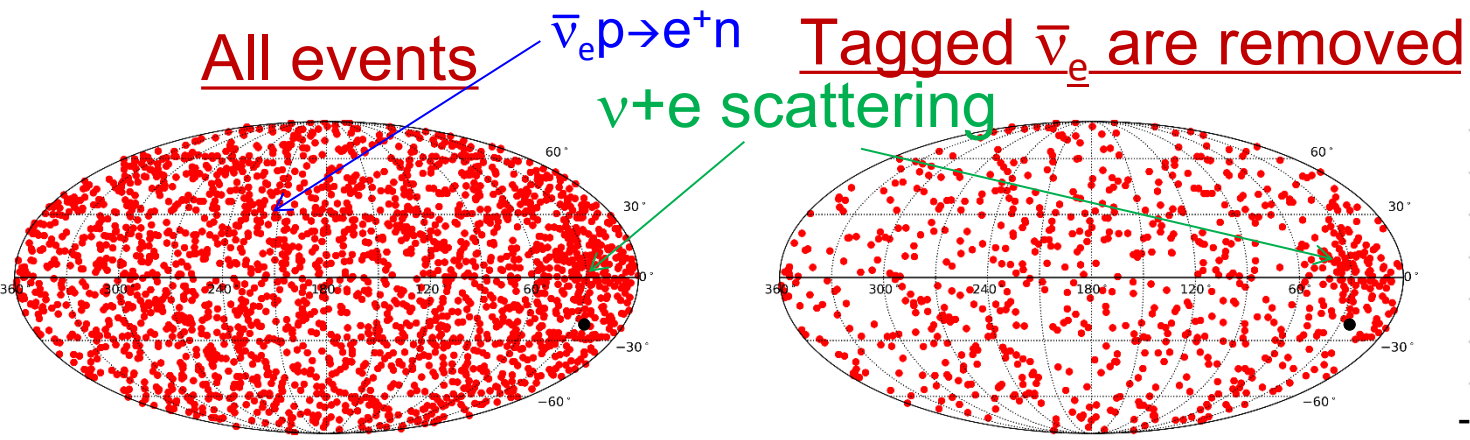 ν̅ₑp→e⁺n
All events
Tagged ν̅ₑ are removed
ν+e scattering
60°
60°
30°
30°
360 300° 240° 180° 120° 60° 0°
360 300° 240° 180° 120° 60° 0°
−30°
−30°
−60°
−60°
-